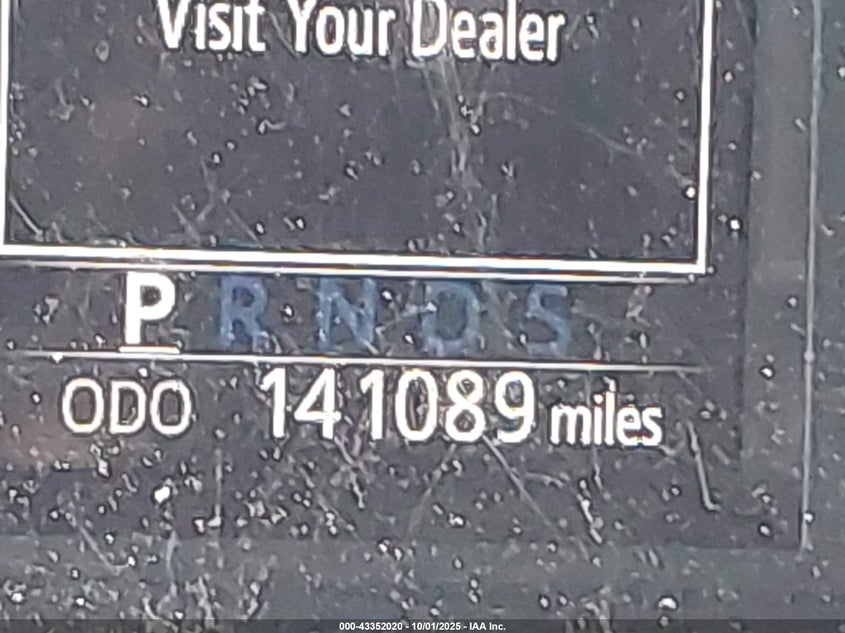 Visit Your Dealer
P R N D S
ODO 141089 miles
000-43352020 - 10/01/2025 - IAA Inc.